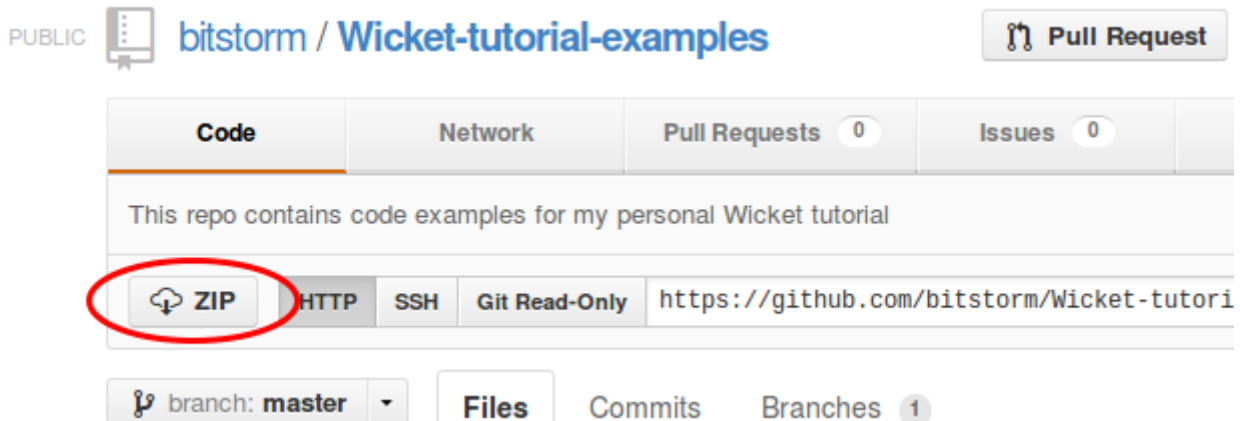 PUBLIC bitstorm / Wicket-tutorial-examples Pull Request
Code Network Pull Requests 0 Issues 0
This repo contains code examples for my personal Wicket tutorial
ZIP HTTP SSH Git Read-Only https://github.com/bitstorm/Wicket-tutori
branch: master Files Commits Branches 1